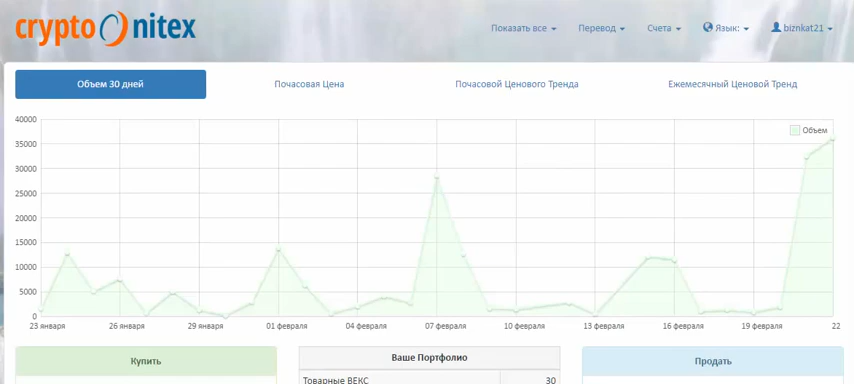 crypto nitex
Показать все Перевод Счета Язык: biznkat21
Объем 30 дней Почасовая Цена Почасовой Ценового Тренда Ежемесячный Ценовой Тренд
40000
Объем
35000
30000
25000
20000
15000
10000
5000
0
23 января 26 января 29 января 01 февраля 04 февраля 07 февраля 10 февраля 13 февраля 16 февраля 19 февраля 22
Купить Ваше Портфолио Продать
Товарные ВЕКС 30